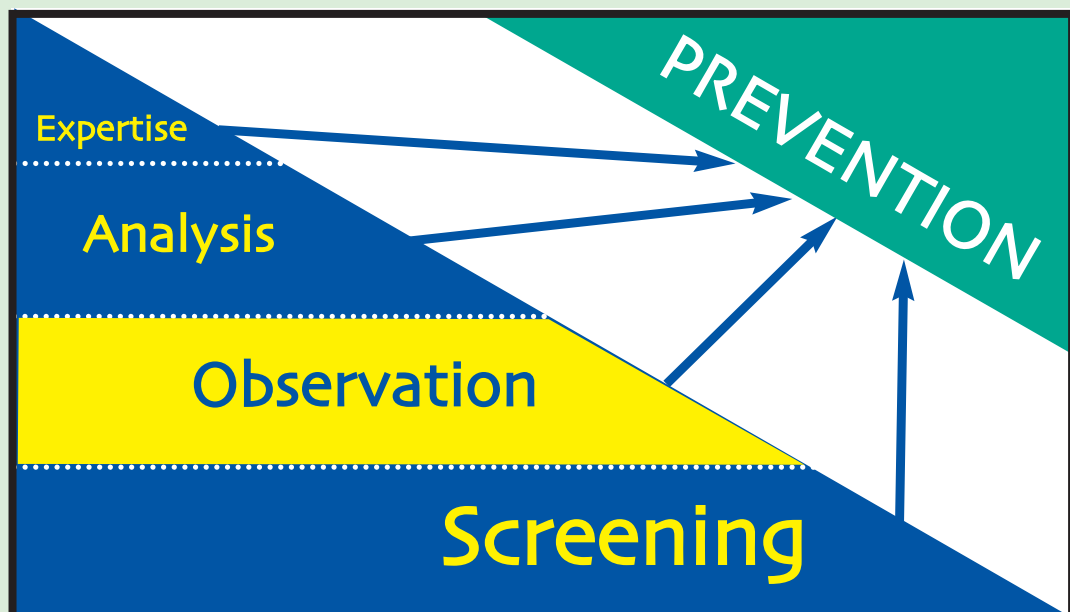 PREVENTION
Expertise
Analysis
Observation
Screening